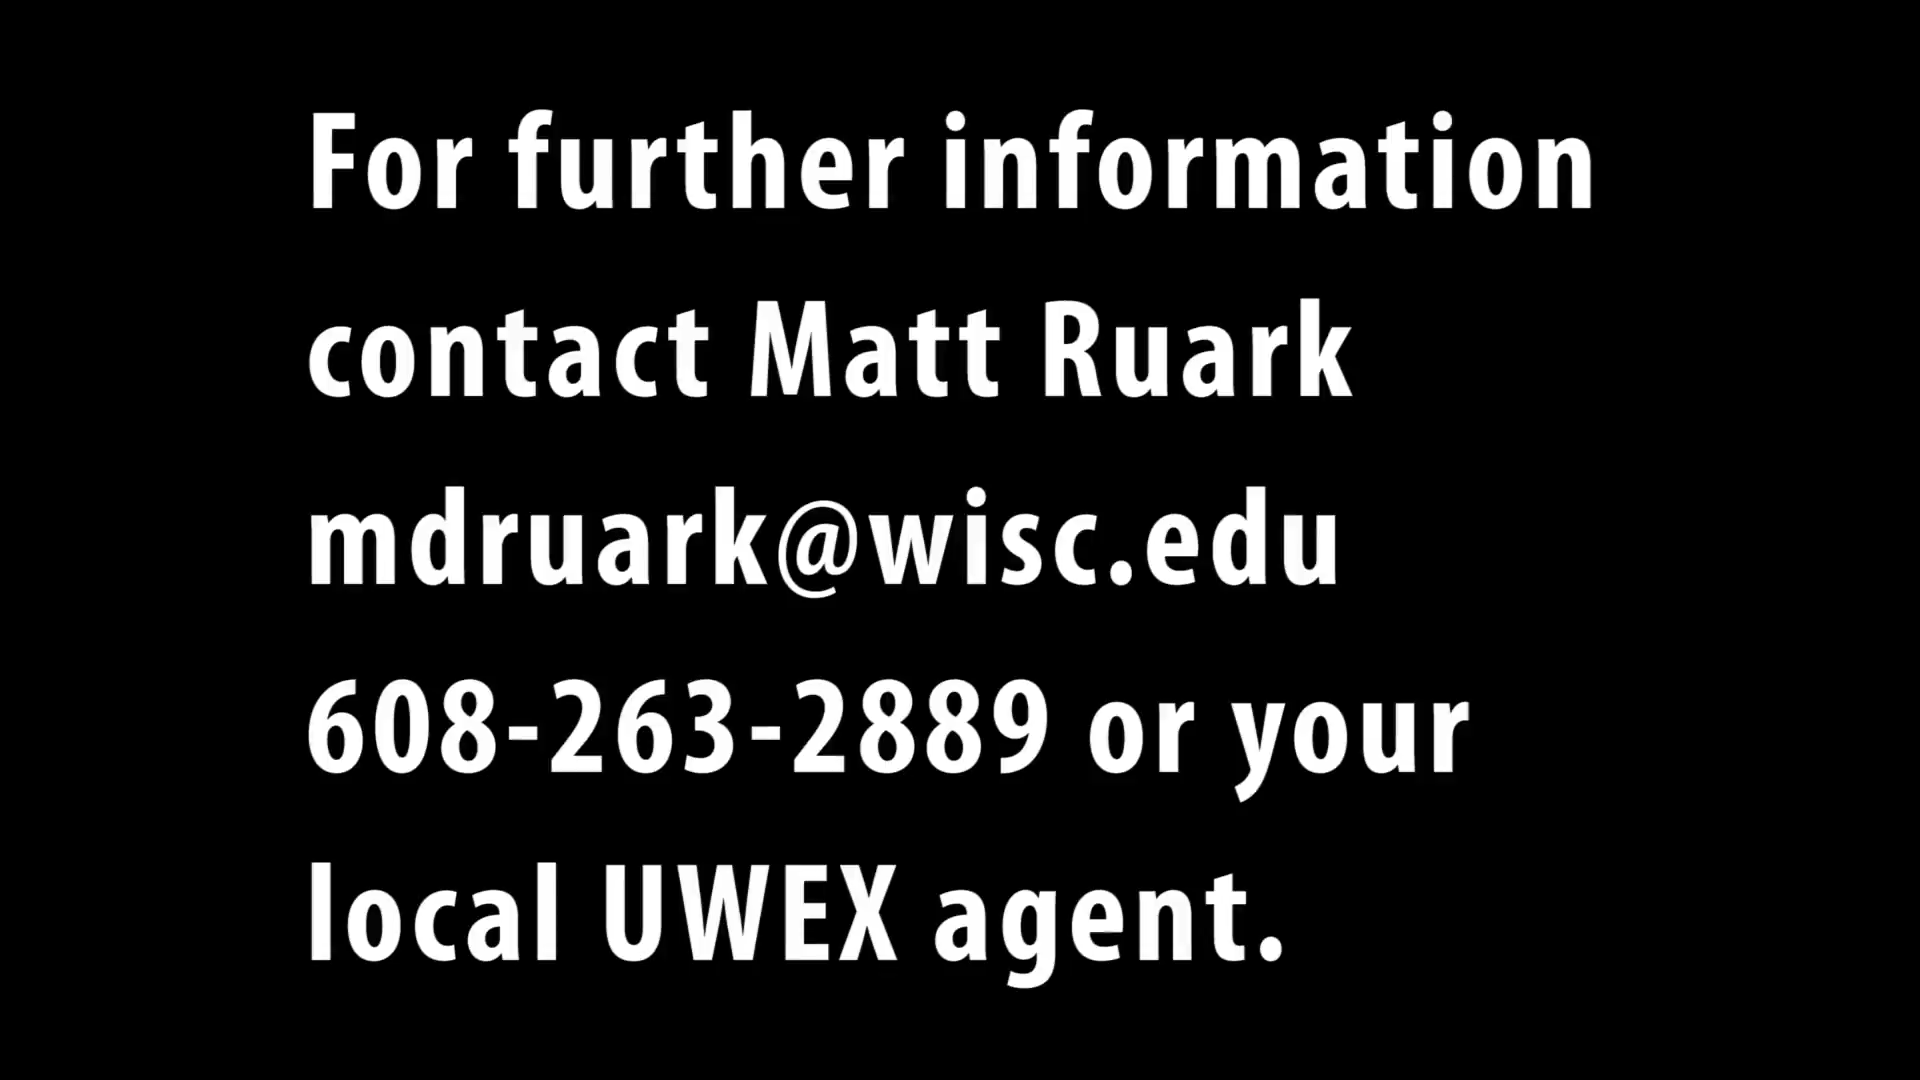 For further information
contact Matt Ruark
mdruark@wisc.edu
608-263-2889 or your
local UWEX agent.